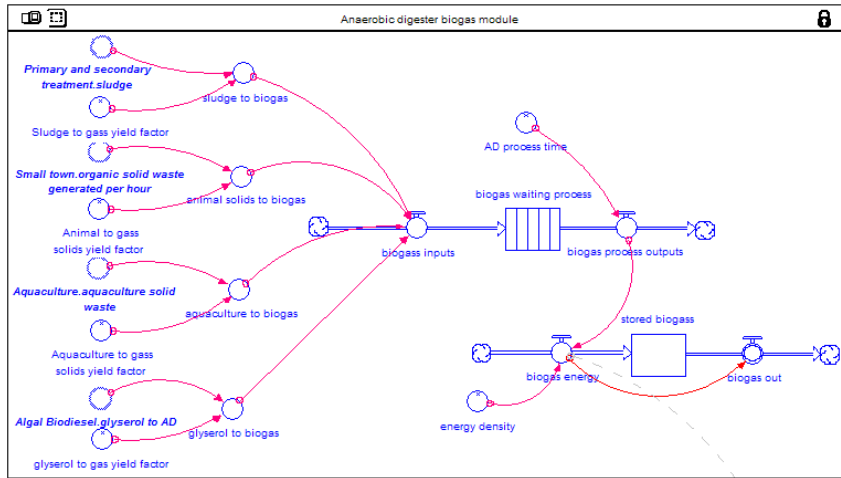 Anaerobic digester biogas module
Primary and secondary
treatment.sludge
sludge to biogas
Sludge to gass yield factor
AD process time
Small town.organic solid waste
generated per hour
animal solids to biogas
biogas waiting process
Animal to gass
solids yield factor
biogass inputs
biogas process outputs
Aquaculture.aquaculture solid
waste
aquaculture to biogas
stored biogass
Aquaculture to gass
solids yield factor
biogas energy
biogas out
Algal Biodiesel.glyserol to AD
glyserol to biogas
energy density
glyserol to gas yield factor